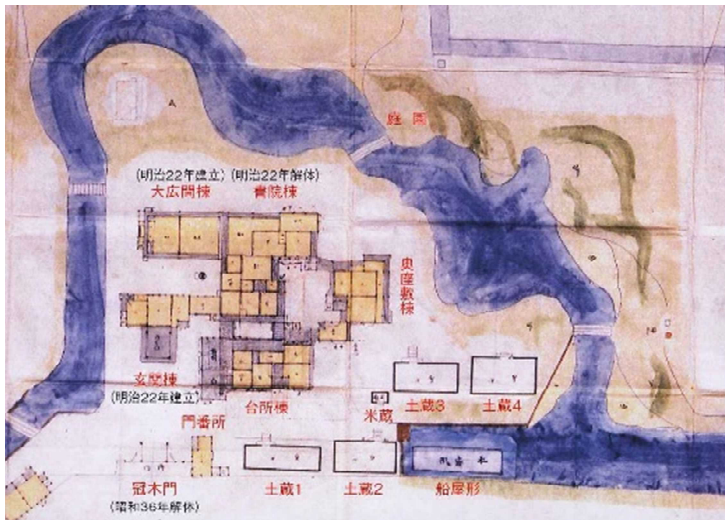 庭園
(明治22年建立) (明治22年解体)
大広間棟 書院棟
奥座敷棟
玄関棟
(明治22年建立)
台所棟
門番所
米蔵
土蔵3
土蔵4
冠木門
(昭和36年解体)
土蔵1
土蔵2
船屋形